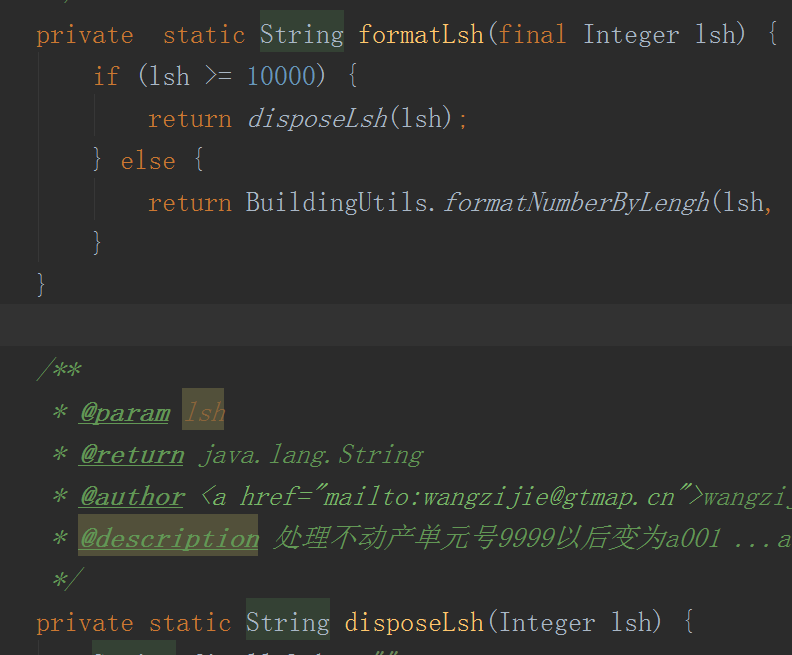 private  static String formatLsh(final Integer lsh) {
if (lsh >= 10000) {
return disposeLsh(lsh);
} else {
return BuildingUtils.formatNumberByLengh(lsh,
}
}
/**
* @param lsh
* @return java.lang.String
* @author <a href="mailto:wangzijie@gtmap.cn">wangzij
* @description 处理不动产单元号9999以后变为a001 ...a
*/
private static String disposeLsh(Integer lsh) {